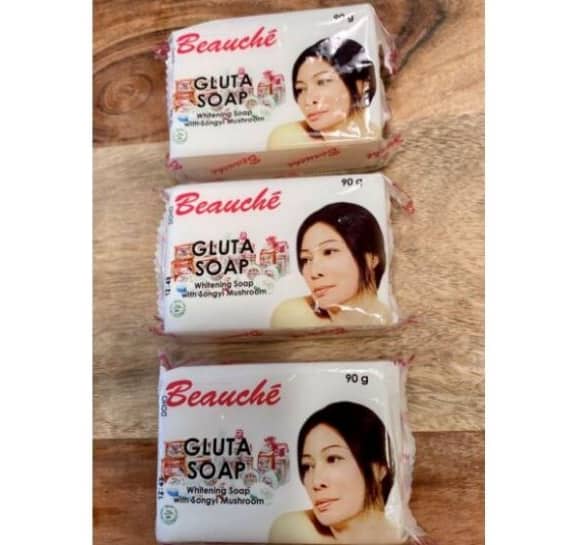 90 g
Beauché
GLUTA
SOAP
Whitening Soap
with Songyi Mushroom
Beauche
90 g
Beauché
GLUTA
SOAP
Whitening Soap
with Songyi Mushroom
90 g
Beauché
GLUTA
SOAP
Whitening Soap
with Songyi Mushroom